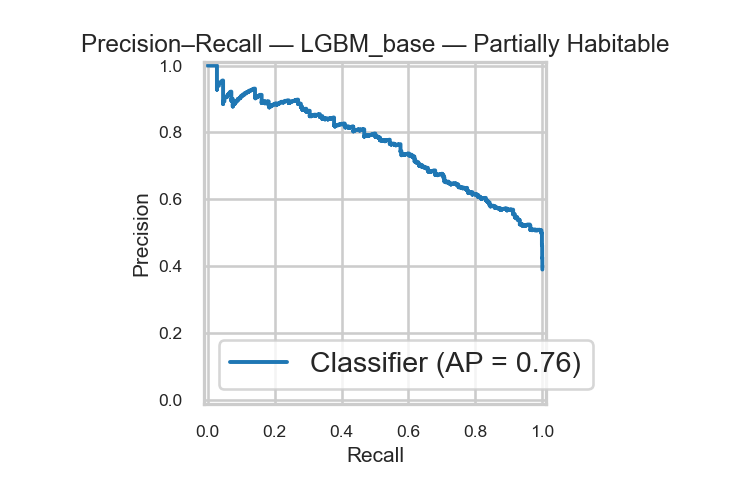 Precision–Recall — LGBM_base — Partially Habitable
1.0
0.8
0.6
0.4
0.2
0.0
Precision
Classifier (AP = 0.76)
0.0 0.2 0.4 0.6 0.8 1.0
Recall